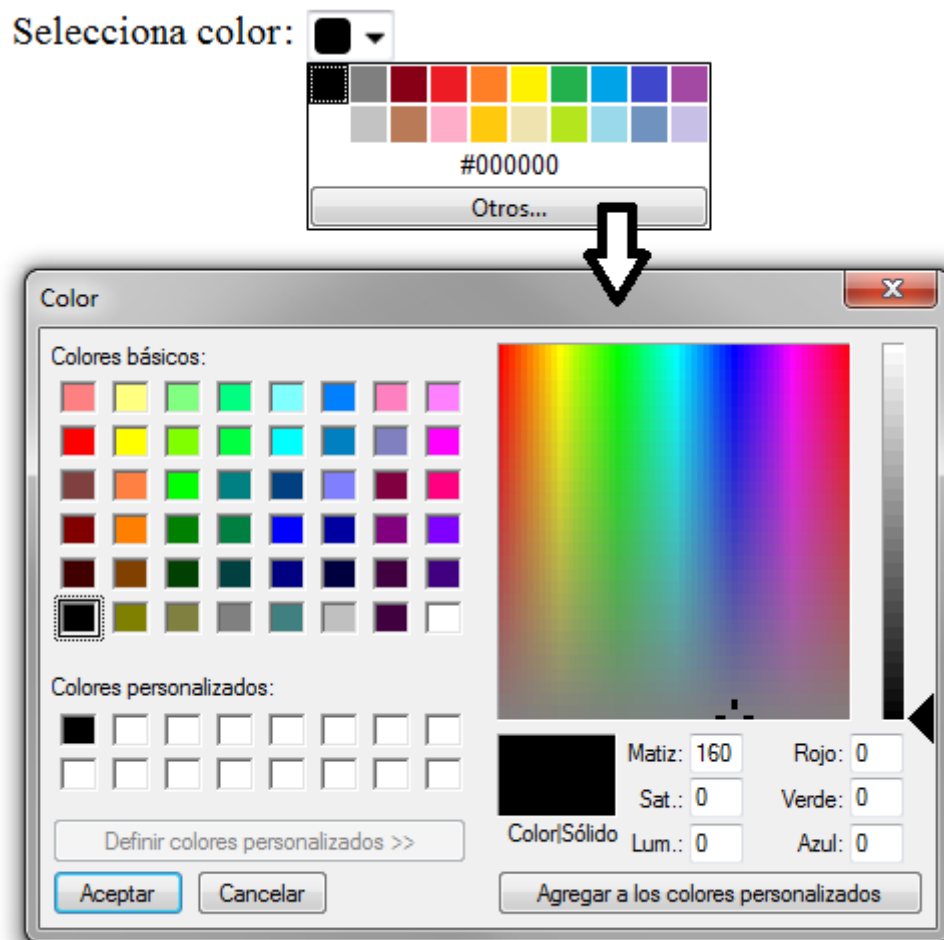 Selecciona color:
#000000
Otros...
Color
Colores básicos:
Colores personalizados:
Definir colores personalizados >>
Aceptar
Cancelar
Color|Sólido
Matiz: 160
Sat.: 0
Lum.: 0
Rojo: 0
Verde: 0
Azul: 0
Agregar a los colores personalizados